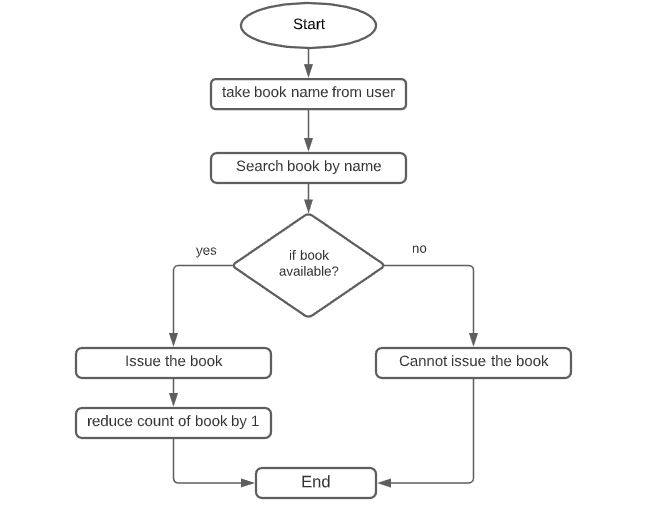 Start
take book name from user
Search book by name
if book
available?
yes
no
Issue the book
Cannot issue the book
reduce count of book by 1
End